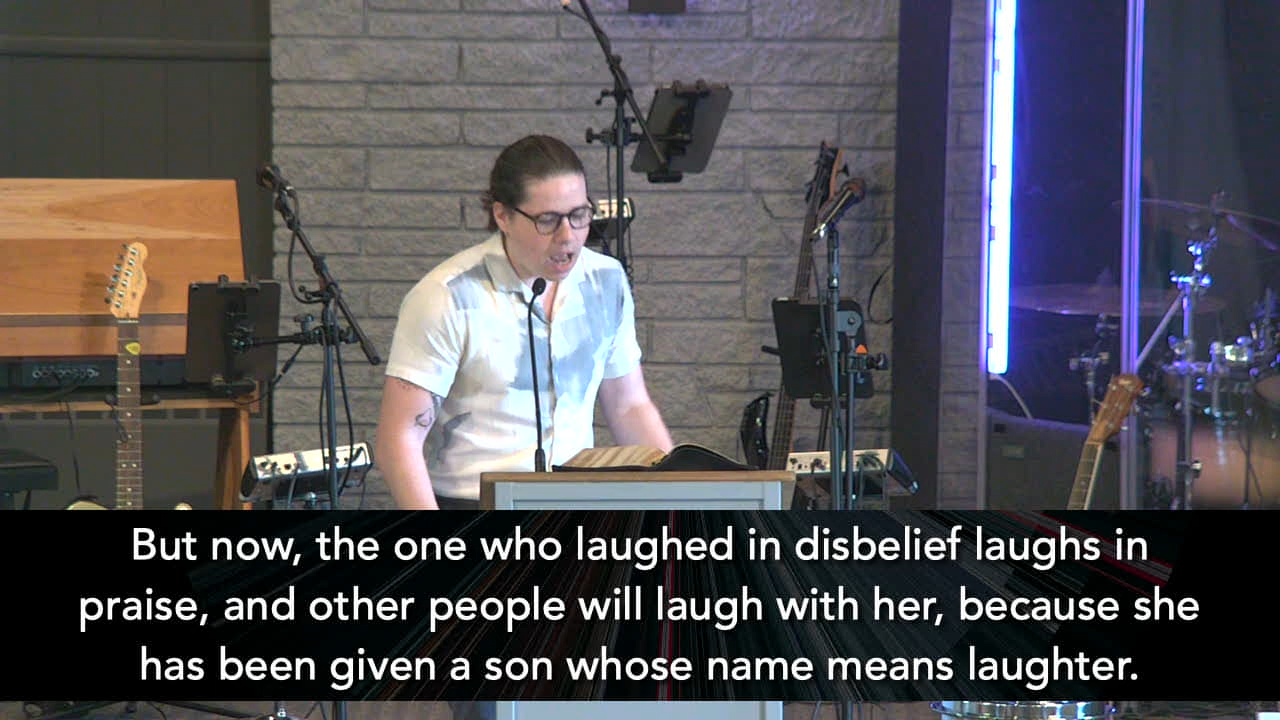 But now, the one who laughed in disbelief laughs in
praise, and other people will laugh with her, because she
has been given a son whose name means laughter.